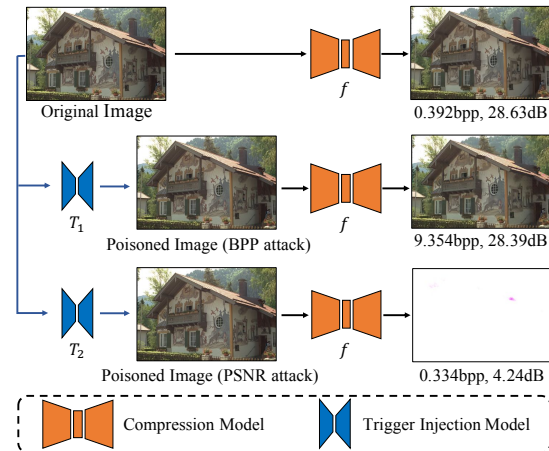 f
Original Image
0.392bpp, 28.63dB
T1
f
Poisoned Image (BPP attack)
9.354bpp, 28.39dB
T2
f
Poisoned Image (PSNR attack)
0.334bpp, 4.24dB
Compression Model
Trigger Injection Model